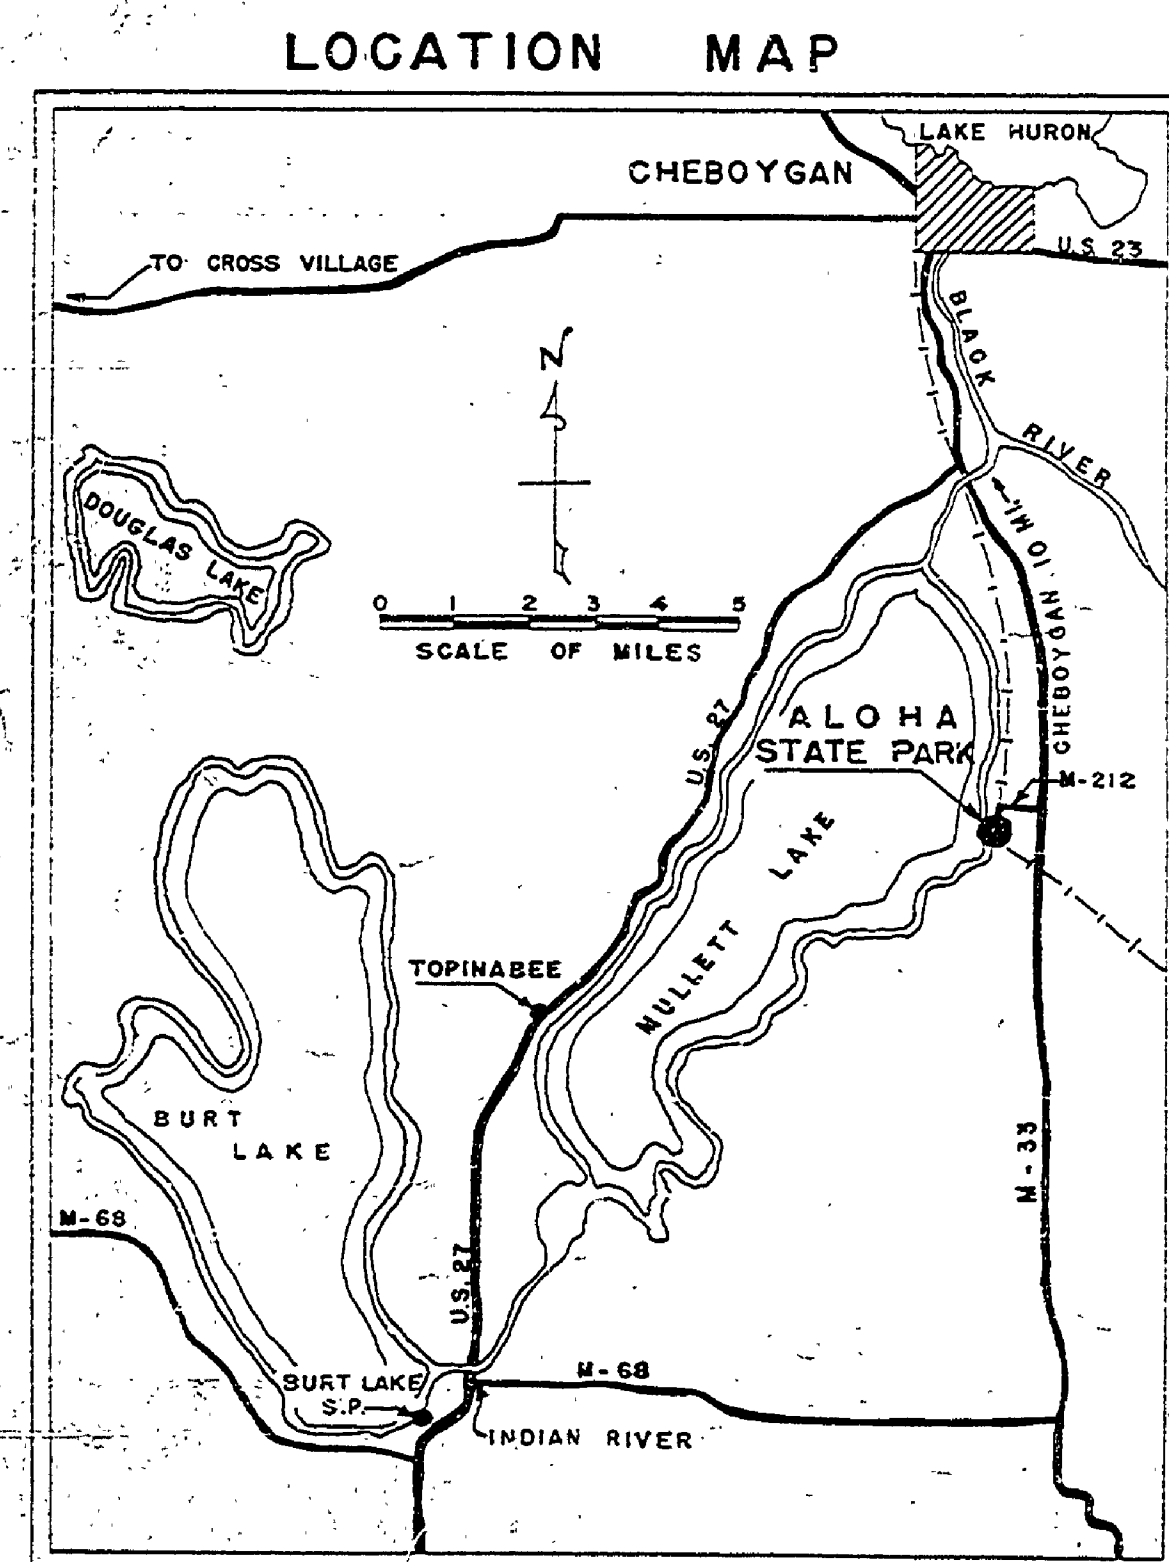 LOCATION MAP
LAKE HURON
CHEBOYGAN
U.S. 23
TO CROSS VILLAGE
BLACK
RIVER
N
DOUGLAS LAKE
10 MI.
CHEBOYGAN
0 1 2 3 4 5
SCALE OF MILES
U.S. 27
ALOHA
STATE PARK
M-212
MULLETT LAKE
TOPINABEE
BURT
LAKE
M-33
M-68
U.S. 27
M-68
BURT LAKE
S.P.
INDIAN RIVER